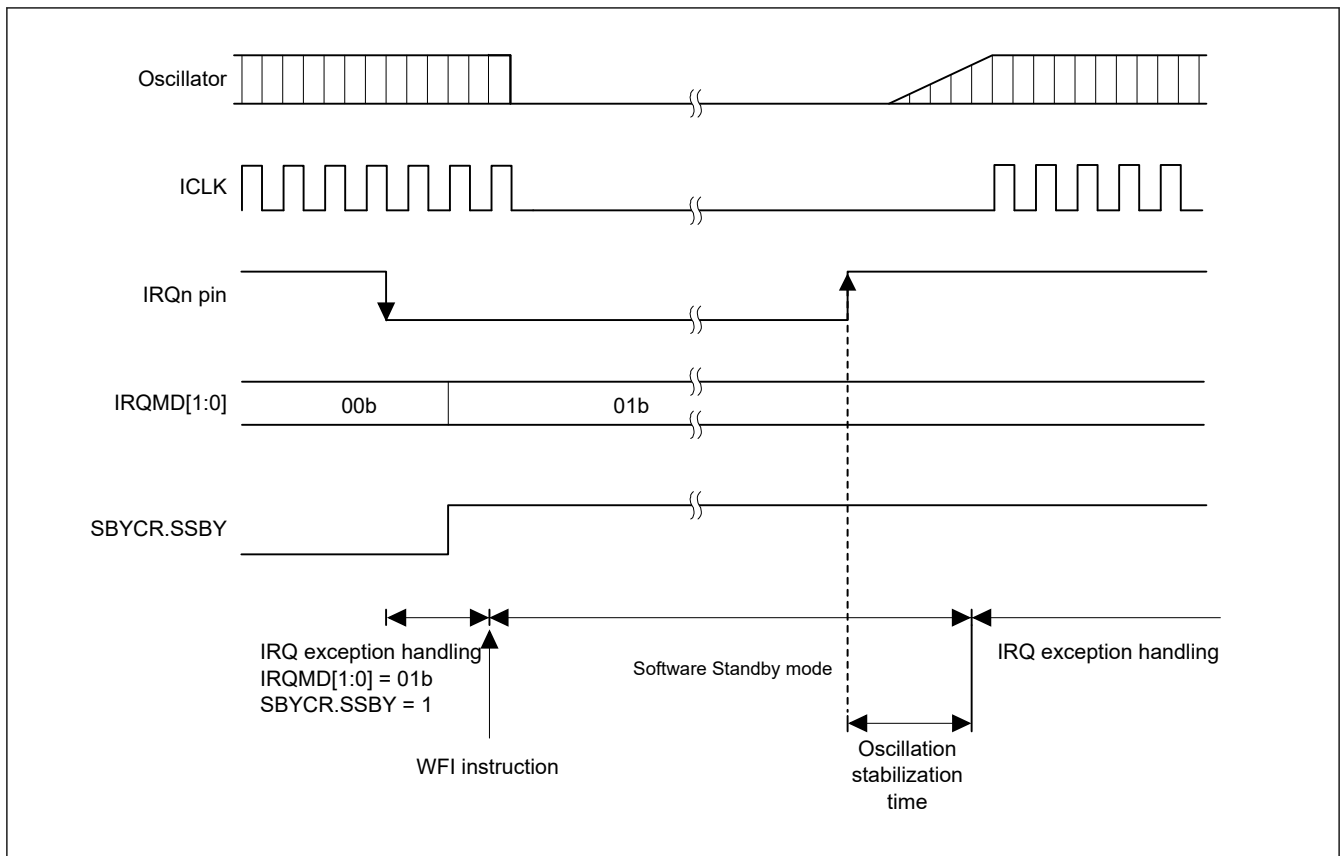 Oscillator
ICLK
IRQn pin
IRQMD[1:0]
00b
01b
SBYCR.SSBY
IRQ exception handling
IRQMD[1:0] = 01b
SBYCR.SSBY = 1
WFI instruction
Software Standby mode
Oscillation
stabilization
time
IRQ exception handling